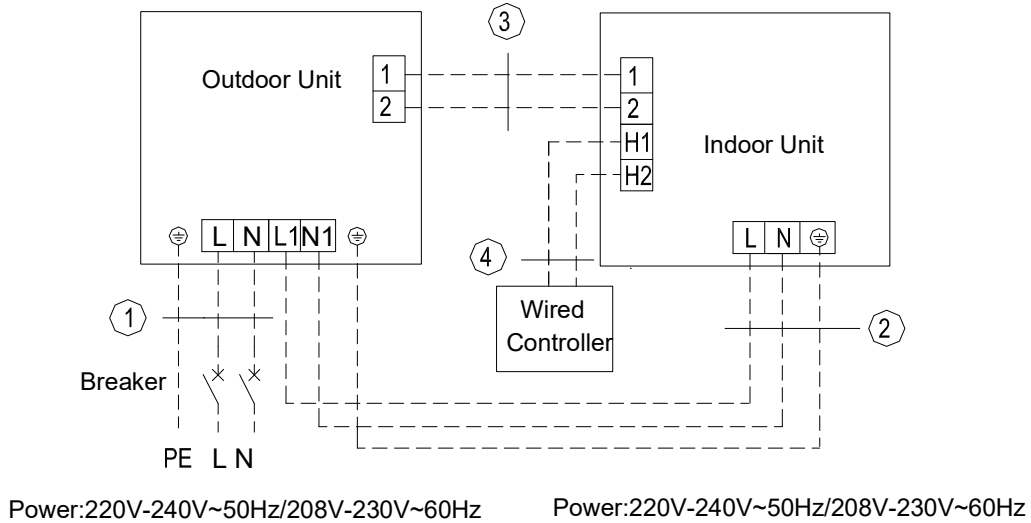 3
Outdoor Unit
1
2
1
2
H1
H2
Indoor Unit
L N L1 N1
L N
4
1
Wired
Controller
2
Breaker
PE L N
Power:220V-240V~50Hz/208V-230V~60Hz
Power:220V-240V~50Hz/208V-230V~60Hz